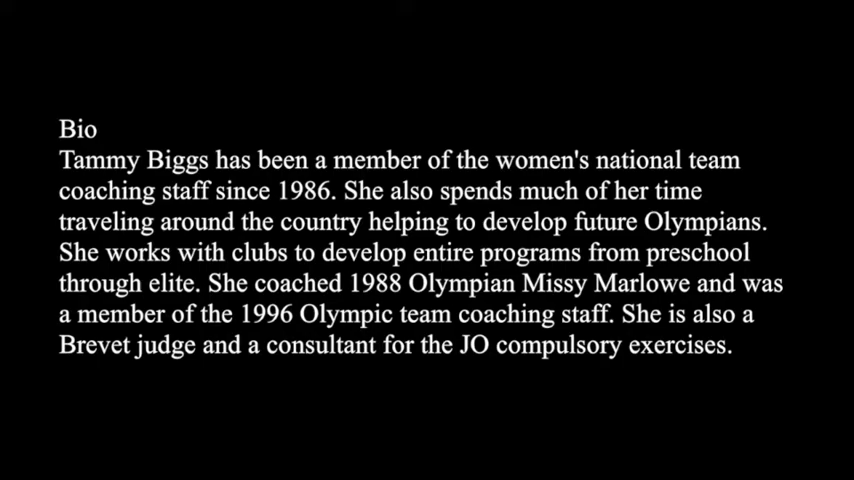 Bio
Tammy Biggs has been a member of the women's national team
coaching staff since 1986. She also spends much of her time
traveling around the country helping to develop future Olympians.
She works with clubs to develop entire programs from preschool
through elite. She coached 1988 Olympian Missy Marlowe and was
a member of the 1996 Olympic team coaching staff. She is also a
Brevet judge and a consultant for the JO compulsory exercises.